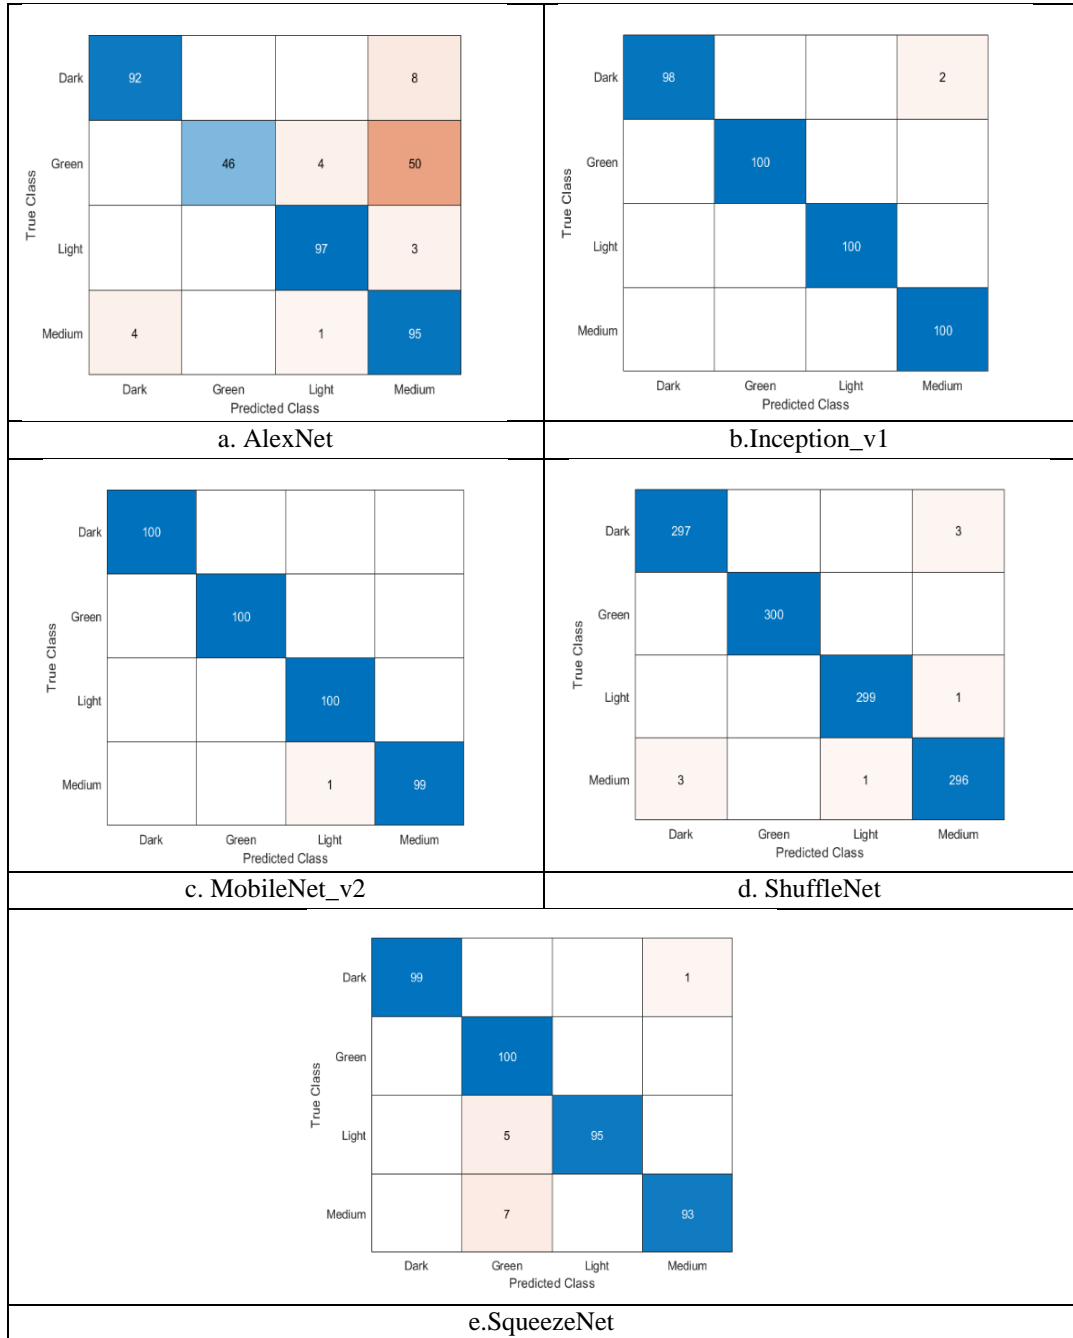 Dark 92 8
Green 46 4 50
Light 97 3
Medium 4 1 95
Dark Green Light Medium
Predicted Class
True Class
a. AlexNet
Dark 98 2
Green 100
Light 100
Medium 100
Dark Green Light Medium
Predicted Class
True Class
b.Inception_v1
Dark 100
Green 100
Light 100
Medium 1 99
Dark Green Light Medium
Predicted Class
True Class
c. MobileNet_v2
Dark 297 3
Green 300
Light 299 1
Medium 3 1 296
Dark Green Light Medium
Predicted Class
True Class
d. ShuffleNet
Dark 99 1
Green 100
Light 5 95
Medium 7 93
Dark Green Light Medium
Predicted Class
True Class
e.SqueezeNet